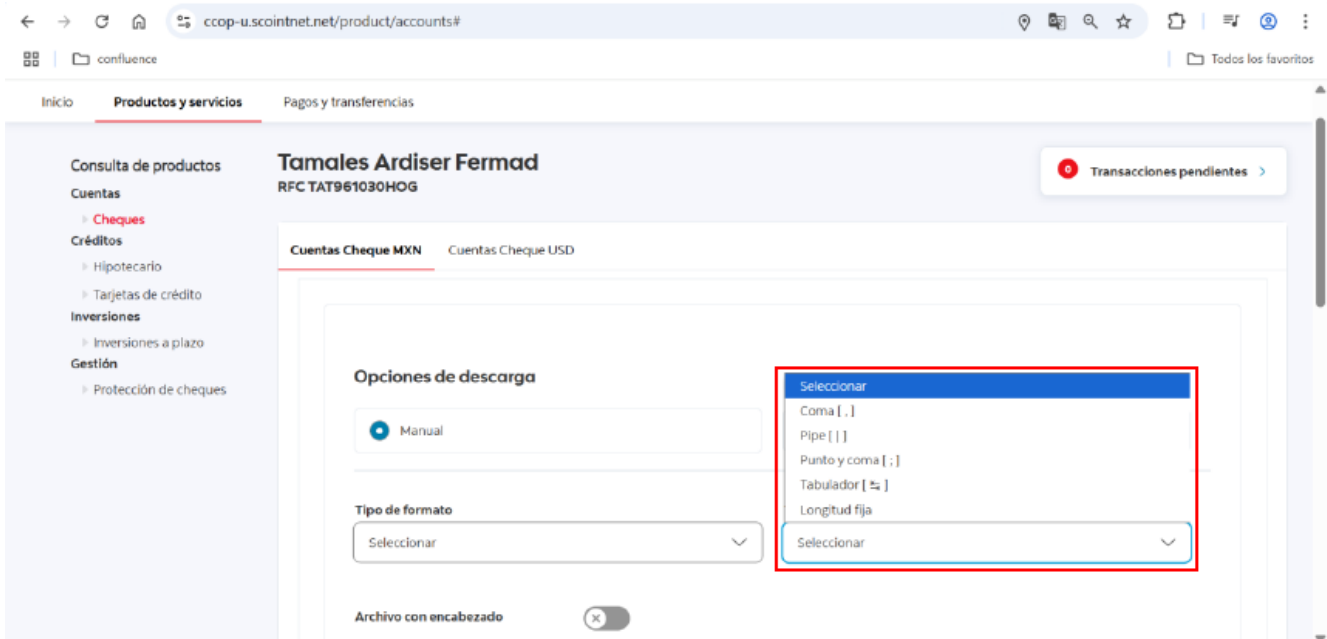 ccop-u.scointnet.net/product/accounts#
confluence
Todos los favoritos
Inicio
Productos y servicios
Pagos y transferencias
Consulta de productos
Cuentas
Cheques
Créditos
Hipotecario
Tarjetas de crédito
Inversiones
Inversiones a plazo
Gestión
Protección de cheques
Tamales Ardiser Fermad
RFC TAT961030HOG
0 Transacciones pendientes >
Cuentas Cheque MXN
Cuentas Cheque USD
Opciones de descarga
Manual
Seleccionar
Coma [ , ]
Pipe [ | ]
Punto y coma [ ; ]
Tabulador [ ⭾ ]
Longitud fija
Tipo de formato
Seleccionar
Seleccionar
Archivo con encabezado